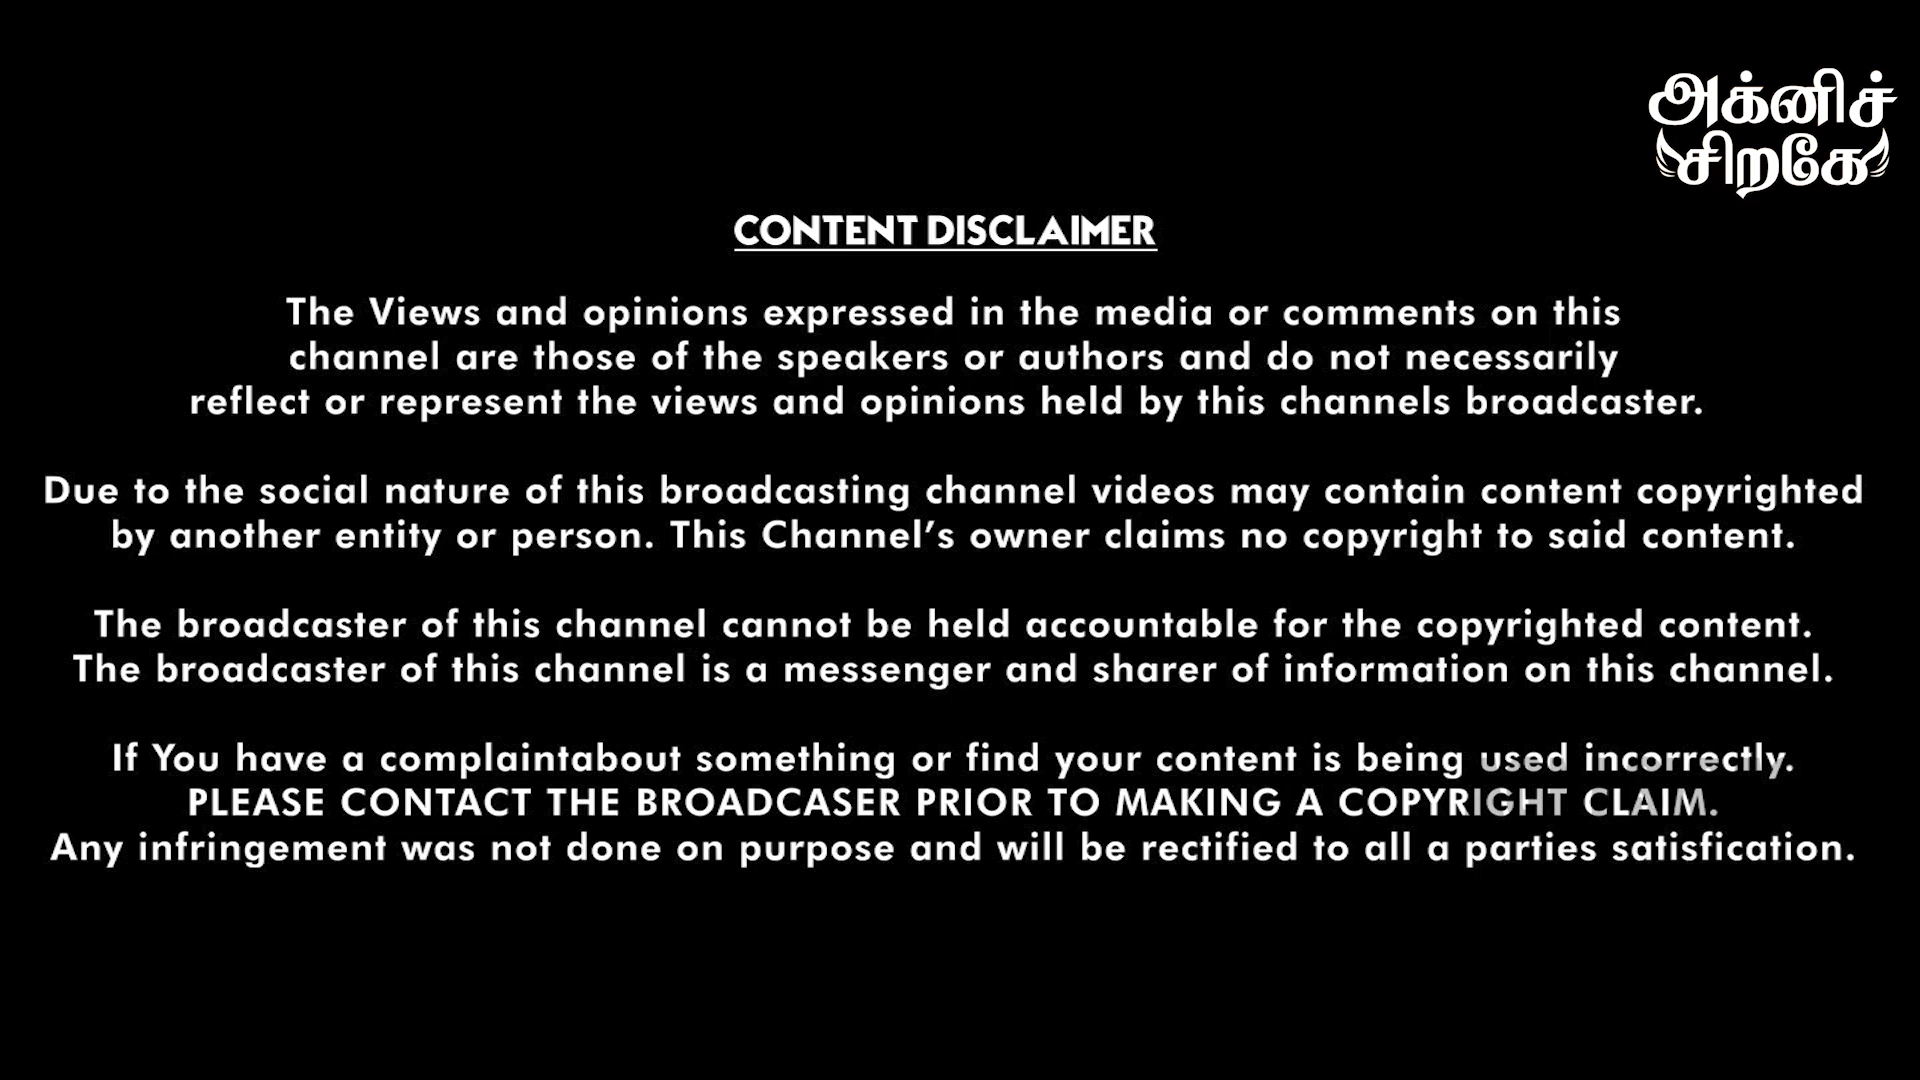 அக்னிச்
சிறகே
CONTENT DISCLAIMER
The Views and opinions expressed in the media or comments on this
channel are those of the speakers or authors and do not necessarily
reflect or represent the views and opinions held by this channels broadcaster.
Due to the social nature of this broadcasting channel videos may contain content copyrighted
by another entity or person. This Channel’s owner claims no copyright to said content.
The broadcaster of this channel cannot be held accountable for the copyrighted content.
The broadcaster of this channel is a messenger and sharer of information on this channel.
If You have a complaintabout something or find your content is being used incorrectly.
PLEASE CONTACT THE BROADCASER PRIOR TO MAKING A COPYRIGHT CLAIM.
Any infringement was not done on purpose and will be rectified to all a parties satisfication.